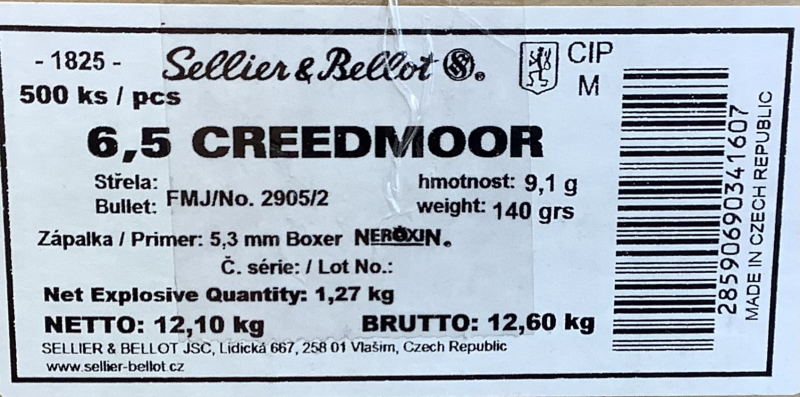 - 1825 -
Sellier & Bellot S&B®.
CIP
M
500 ks / pcs
6,5 CREEDMOOR
Střela:
Bullet: FMJ/No. 2905/2
hmotnost: 9,1 g
weight: 140 grs
Zápalka / Primer: 5,3 mm Boxer NEROXIN®
Č. série: / Lot No.:
Net Explosive Quantity: 1,27 kg
NETTO: 12,10 kg BRUTTO: 12,60 kg
SELLIER & BELLOT JSC, Lidická 667, 258 01 Vlašim, Czech Republic
www.sellier-bellot.cz
28590690341607
MADE IN CZECH REPUBLIC